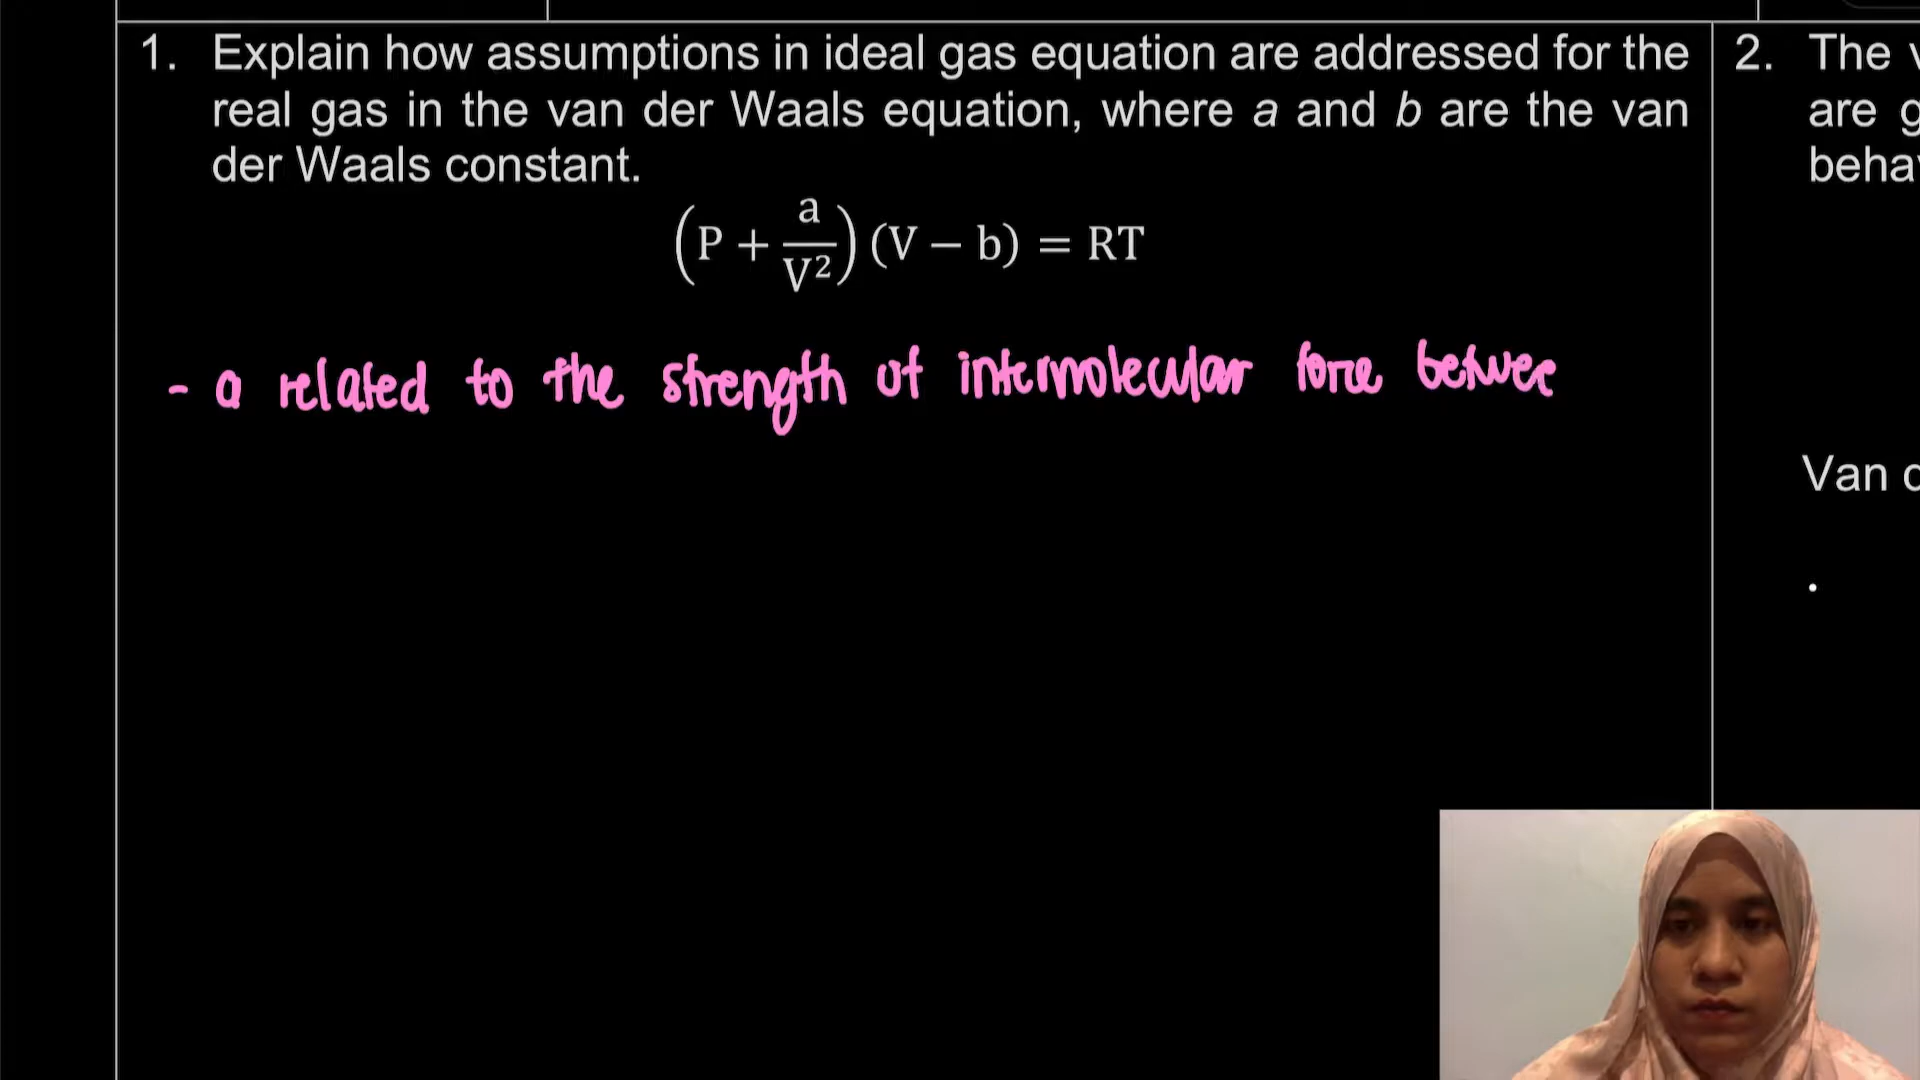 1. Explain how assumptions in ideal gas equation are addressed for the
real gas in the van der Waals equation, where a and b are the van
der Waals constant.
(P + a/V²) (V − b) = RT
- a related to the strength of intermolecular force betwee
2. The
are
beha
Van